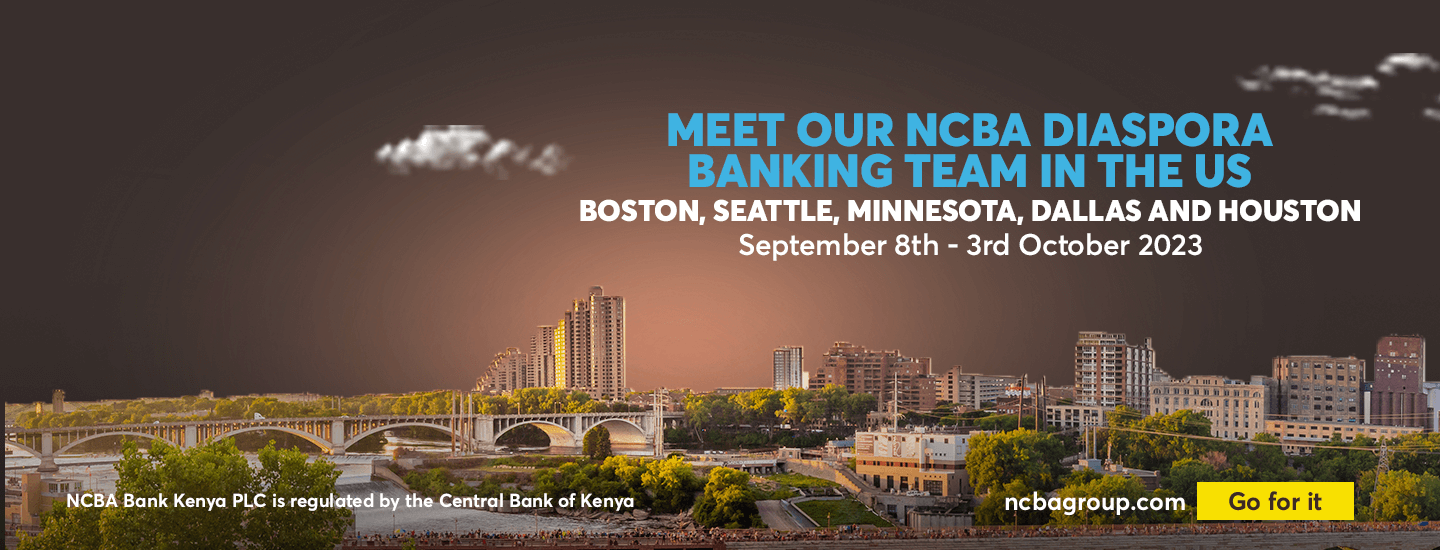 MEET OUR NCBA DIASPORA
BANKING TEAM IN THE US
BOSTON, SEATTLE, MINNESOTA, DALLAS AND HOUSTON
September 8th - 3rd October 2023
NCBA Bank Kenya PLC is regulated by the Central Bank of Kenya
ncbagroup.com
Go for it